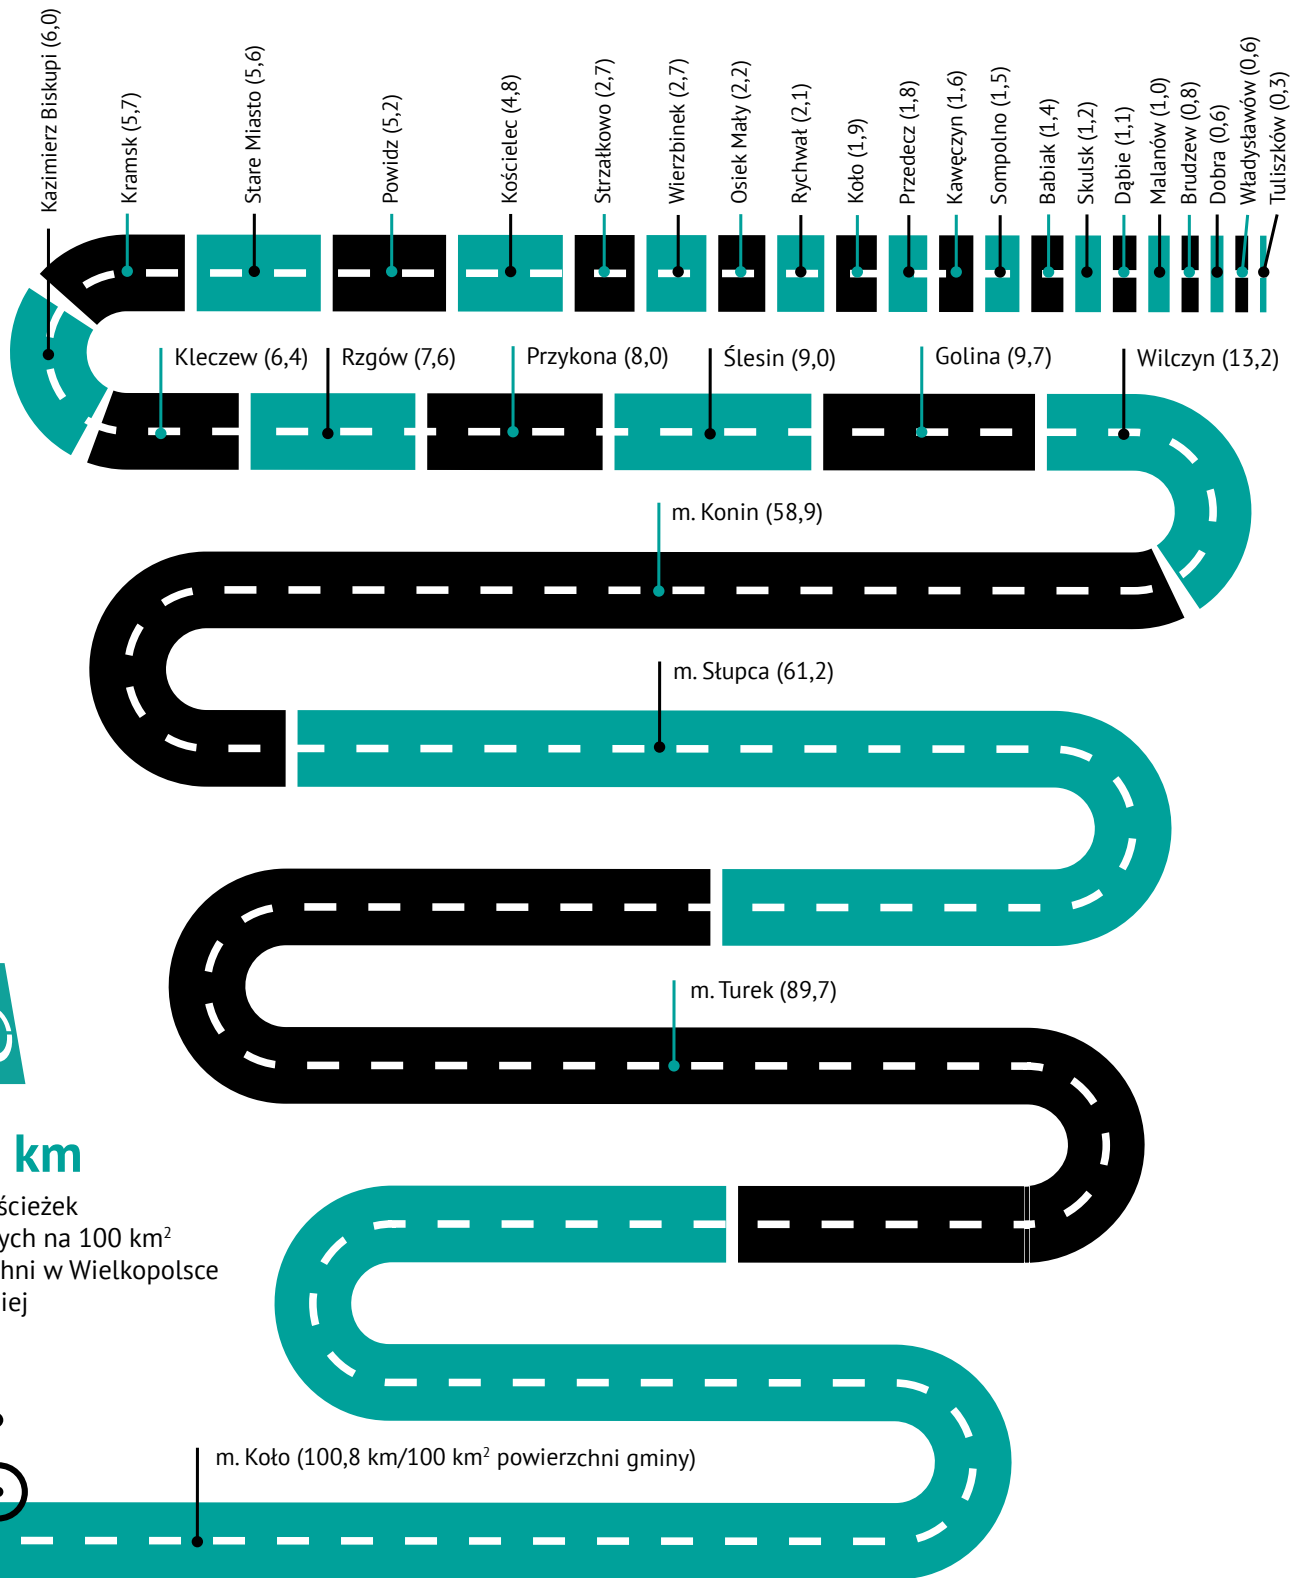 Kazimierz Biskupi (6,0)
Kramsk (5,7)
Stare Miasto (5,6)
Powidz (5,2)
Kościelec (4,8)
Strzałkowo (2,7)
Wierzbinek (2,7)
Osiek Mały (2,2)
Rychwał (2,1)
Koło (1,9)
Przedecz (1,8)
Kawęczyn (1,6)
Sompolno (1,5)
Babiak (1,4)
Skulsk (1,2)
Dąbie (1,1)
Malanów (1,0)
Brudzew (0,8)
Dobra (0,6)
Władysławów (0,6)
Tuliszków (0,3)
Kleczew (6,4)
Rzgów (7,6)
Przykona (8,0)
Ślesin (9,0)
Golina (9,7)
Wilczyn (13,2)
m. Konin (58,9)
m. Słupca (61,2)
m. Turek (89,7)
km
ścieżek
ych na 100 km²
hni w Wielkopolsce
iej
m. Koło (100,8 km/100 km² powierzchni gminy)